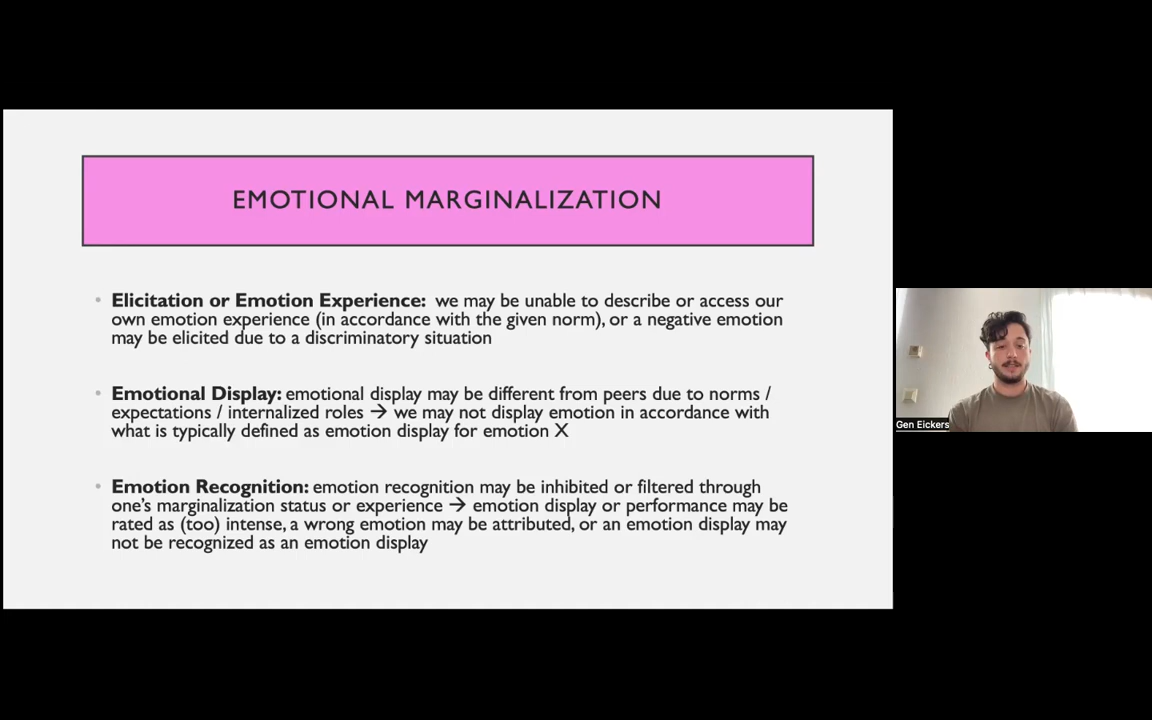 EMOTIONAL MARGINALIZATION
• Elicitation or Emotion Experience: we may be unable to describe or access our
own emotion experience (in accordance with the given norm), or a negative emotion
may be elicited due to a discriminatory situation
• Emotional Display: emotional display may be different from peers due to norms /
expectations / internalized roles → we may not display emotion in accordance with
what is typically defined as emotion display for emotion X
• Emotion Recognition: emotion recognition may be inhibited or filtered through
one's marginalization status or experience → emotion display or performance may be
rated as (too) intense, a wrong emotion may be attributed, or an emotion display may
not be recognized as an emotion display
Gen Eickers